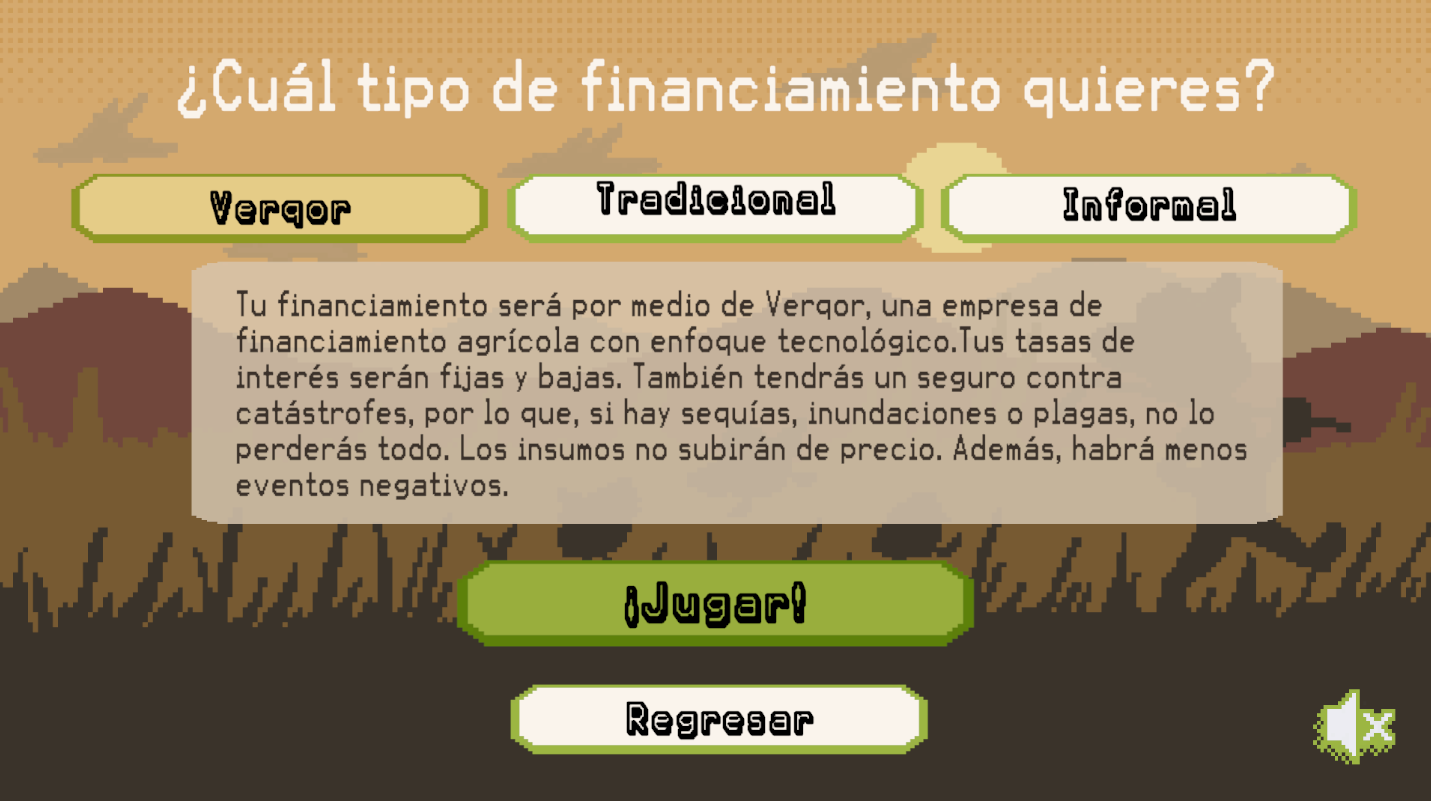 ¿Cuál tipo de financiamiento quieres?
Verqor
Tradicional
Informal
Tu financiamiento será por medio de Verqor, una empresa de
financiamiento agrícola con enfoque tecnológico.Tus tasas de
interés serán fijas y bajas. También tendrás un seguro contra
catástrofes, por lo que, si hay sequías, inundaciones o plagas, no lo
perderás todo. Los insumos no subirán de precio. Además, habrá menos
eventos negativos.
¡Jugar!
Regresar